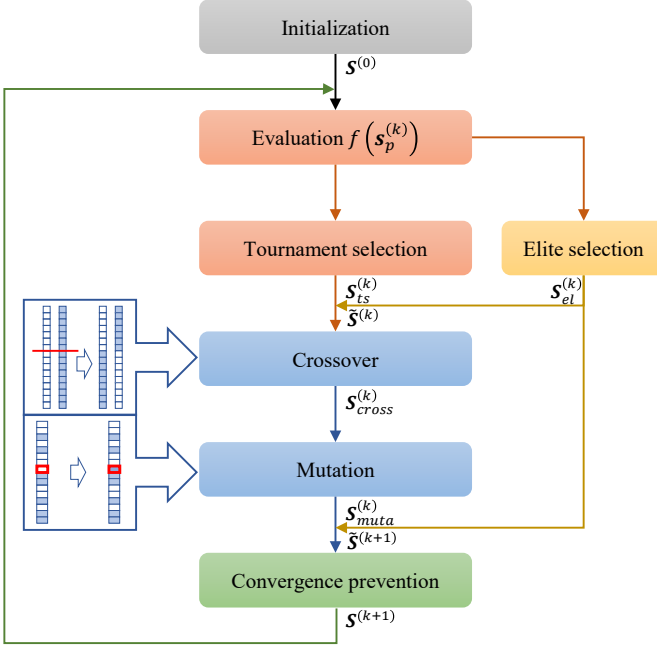 Initialization
S^(0)
Evaluation f(s_p^(k))
Tournament selection
Elite selection
S_ts^(k)
S_el^(k)
S̃^(k)
Crossover
S_cross^(k)
Mutation
S_muta^(k)
S̃^(k+1)
Convergence prevention
S^(k+1)